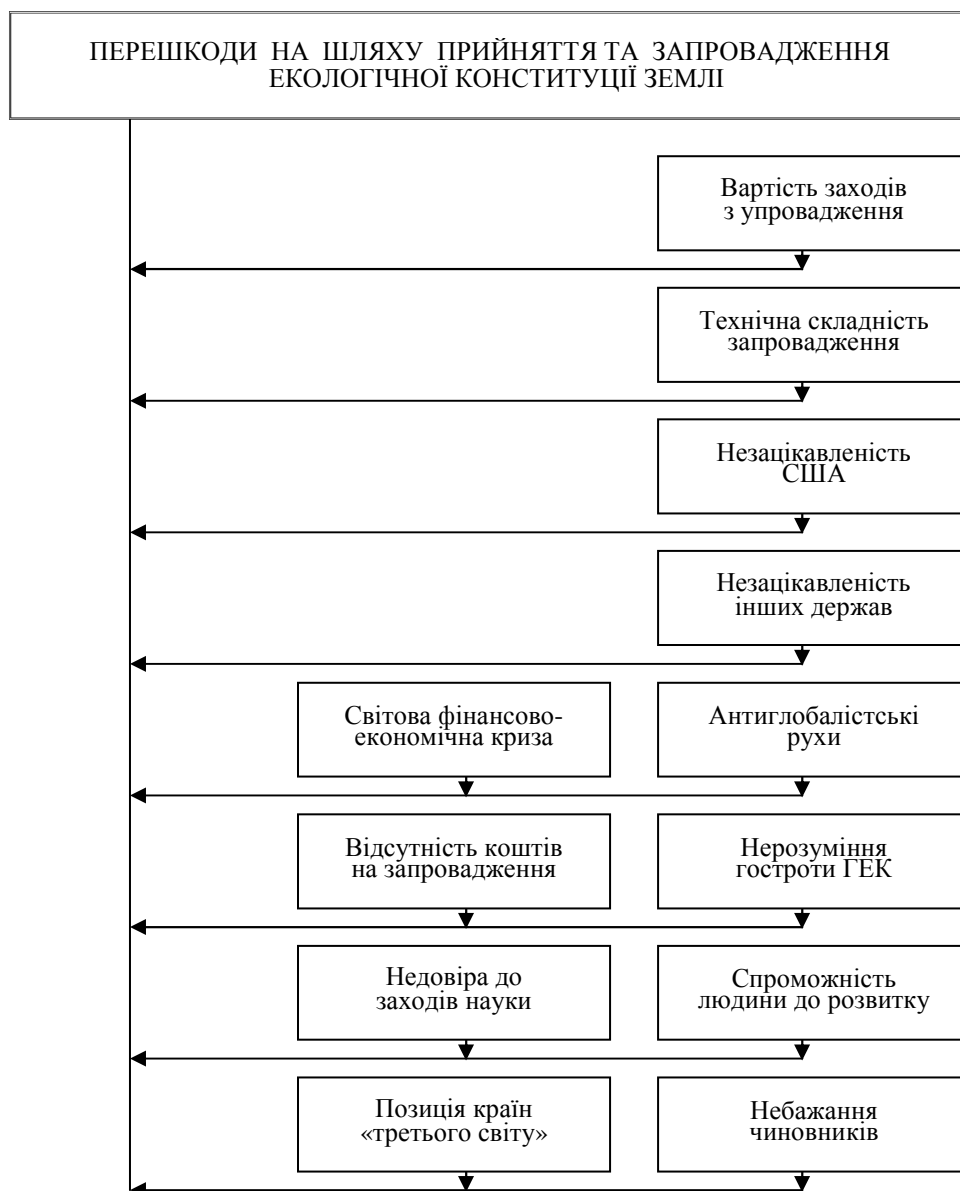 ПЕРЕШКОДИ НА ШЛЯХУ ПРИЙНЯТТЯ ТА ЗАПРОВАДЖЕННЯ
ЕКОЛОГІЧНОЇ КОНСТИТУЦІЇ ЗЕМЛІ
Вартість заходів
з упровадження
Технічна складність
запровадження
Незацікавленість
США
Незацікавленість
інших держав
Світова фінансово-
економічна криза
Антиглобалістські
рухи
Відсутність коштів
на запровадження
Нерозуміння
гостроти ГЕК
Недовіра до
заходів науки
Спроможність
людини до розвитку
Позиція країн
«третього світу»
Небажання
чиновників